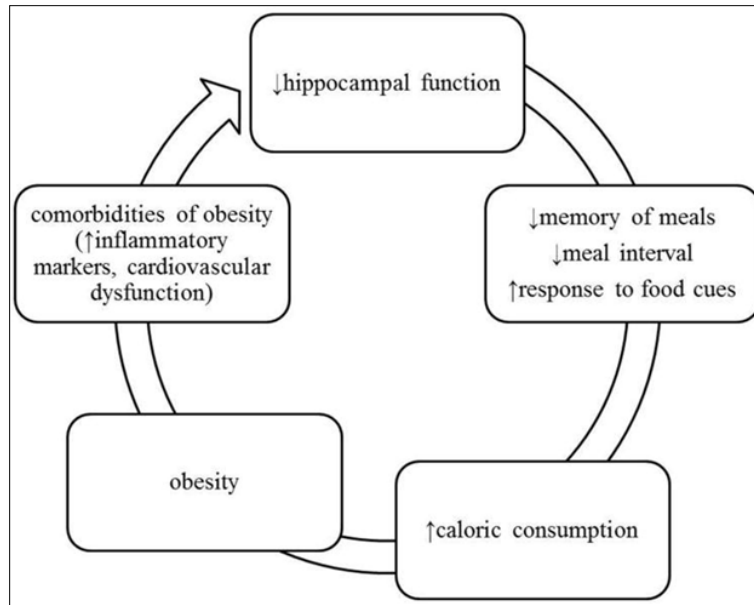 ↓hippocampal function
↓memory of meals
↓meal interval
↑response to food cues
↑caloric consumption
obesity
comorbidities of obesity
(↑inflammatory
markers, cardiovascular
dysfunction)